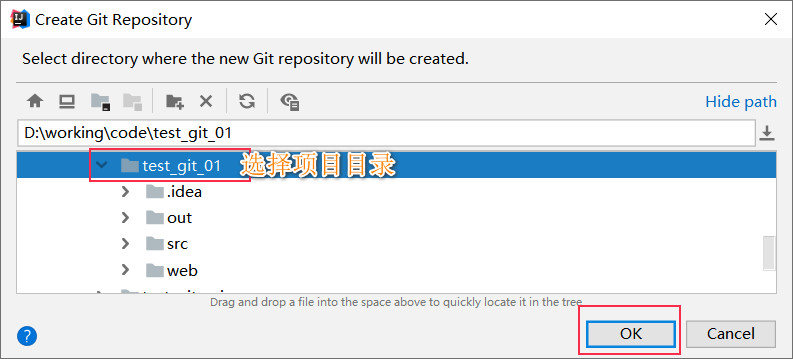 Create Git Repository
Select directory where the new Git repository will be created.
Hide path
D:\working\code\test_git_01
test_git_01 选择项目目录
.idea
out
src
web
Drag and drop a file into the space above to quickly locate it in the tree
? OK Cancel